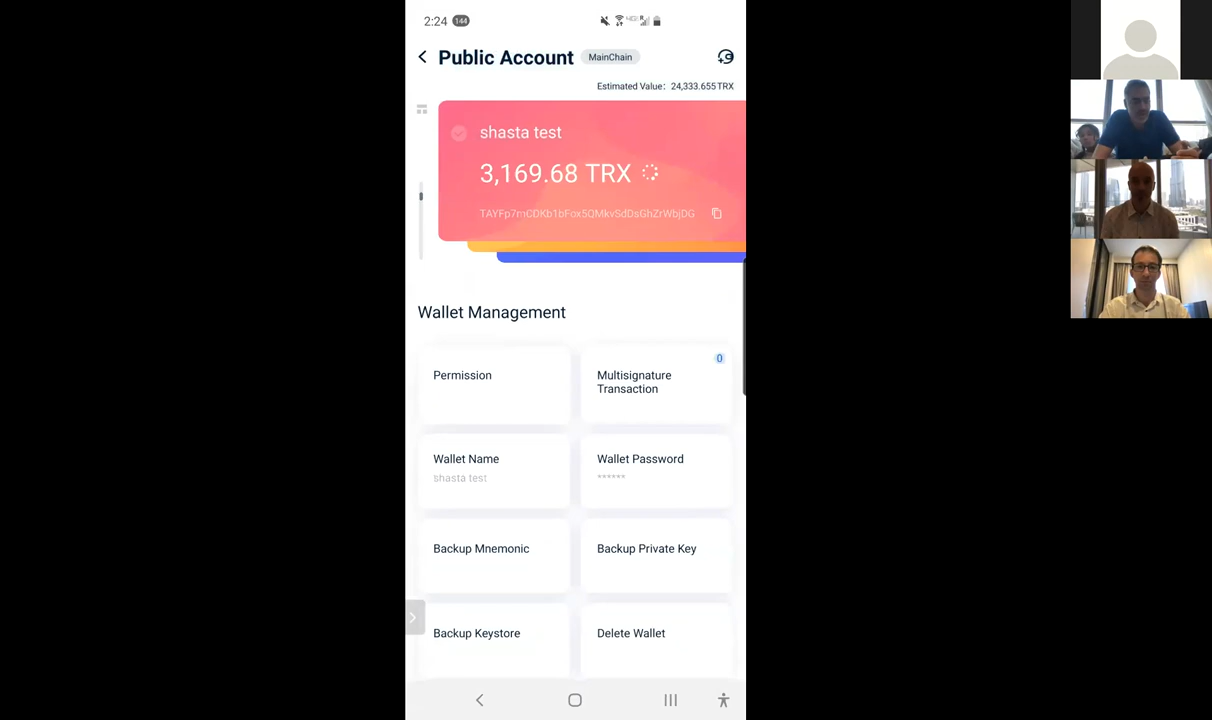 2:24 144
Public Account MainChain
Estimated Value: 24,333.655 TRX
shasta test
3,169.68 TRX
TAYFp7mCDKb1bFox5QMkvSdDsGhZrWbjDG
Wallet Management
0
Permission
Multisignature
Transaction
Wallet Name
shasta test
Wallet Password
******
Backup Mnemonic
Backup Private Key
Backup Keystore
Delete Wallet